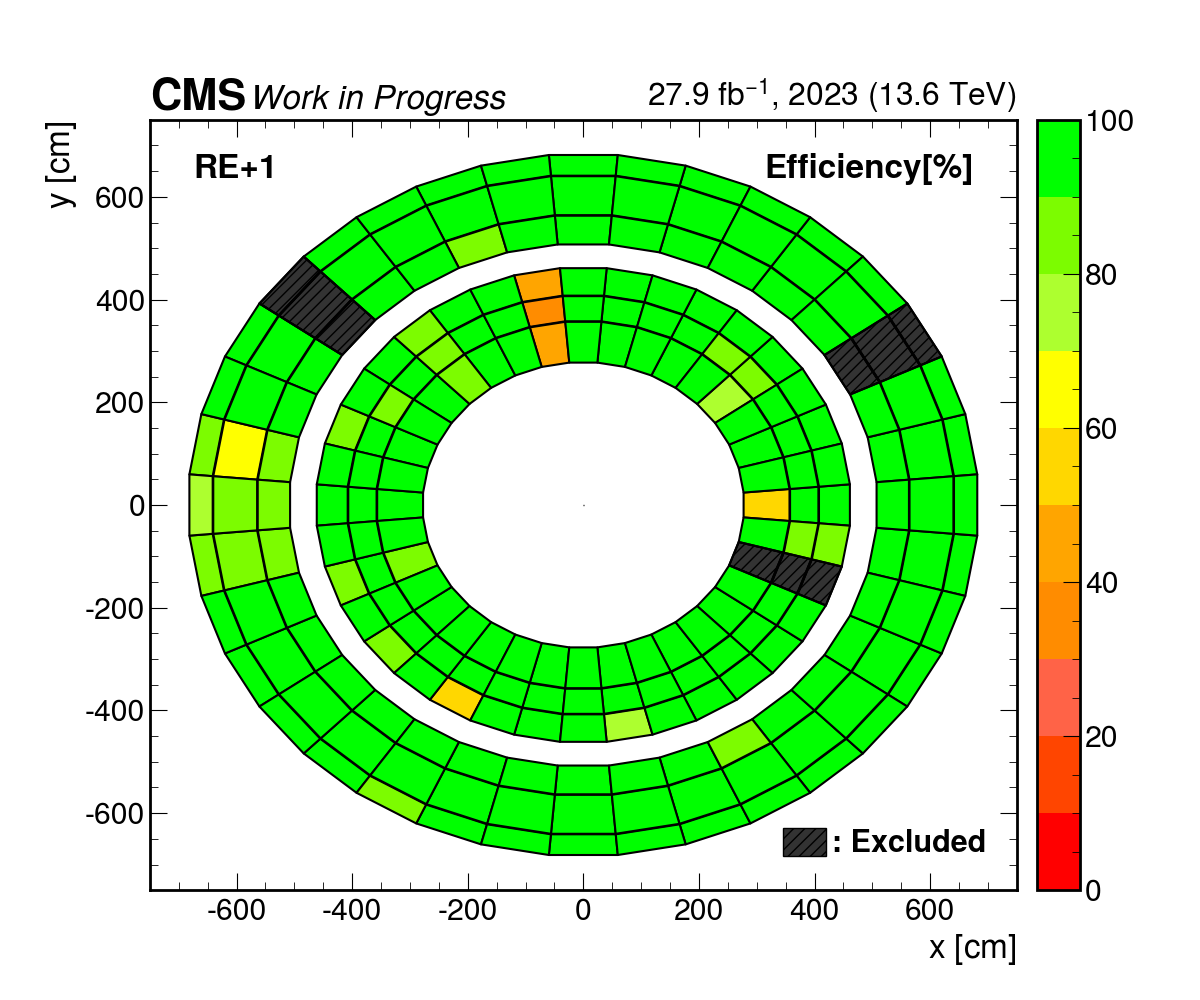 CMS Work in Progress 27.9 fb⁻¹, 2023 (13.6 TeV)
y [cm]
RE+1 Efficiency[%]
600
400
200
0
-200
-400
-600
: Excluded
-600 -400 -200 0 200 400 600
x [cm]
100
80
60
40
20
0